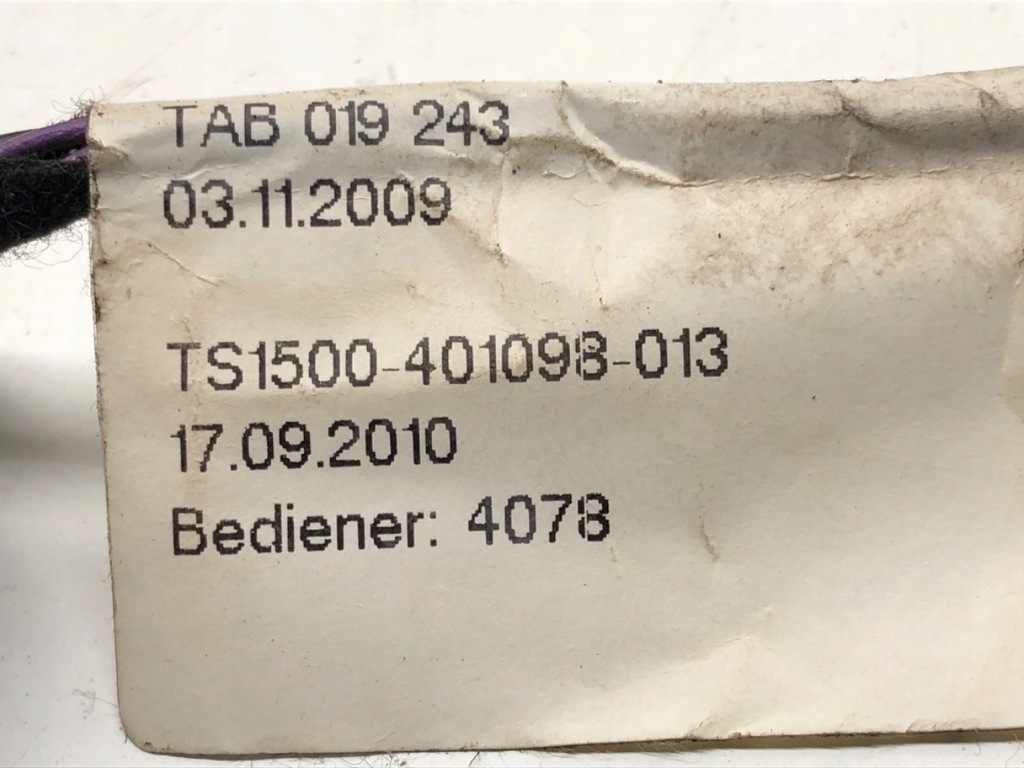 TAB 019 243
03.11.2009
TS1500-401098-013
17.09.2010
Bediener: 4078